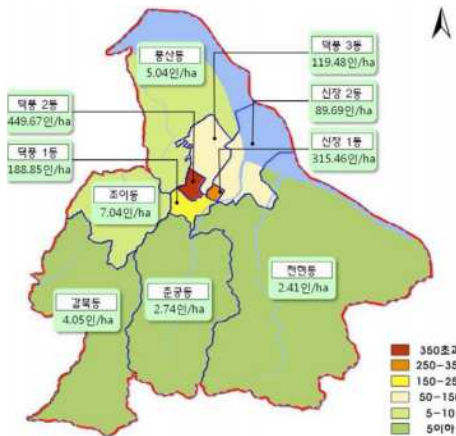 풍산동
5.04인/ha
덕풍 3동
119.48인/ha
덕풍 2동
449.67인/ha
신장 2동
89.69인/ha
덕풍 1동
188.85인/ha
신장 1동
315.46인/ha
초이동
7.04인/ha
감북동
4.05인/ha
춘궁동
2.74인/ha
천현동
2.41인/ha
350초과
250-35
150-25
50-150
5-10
5이하